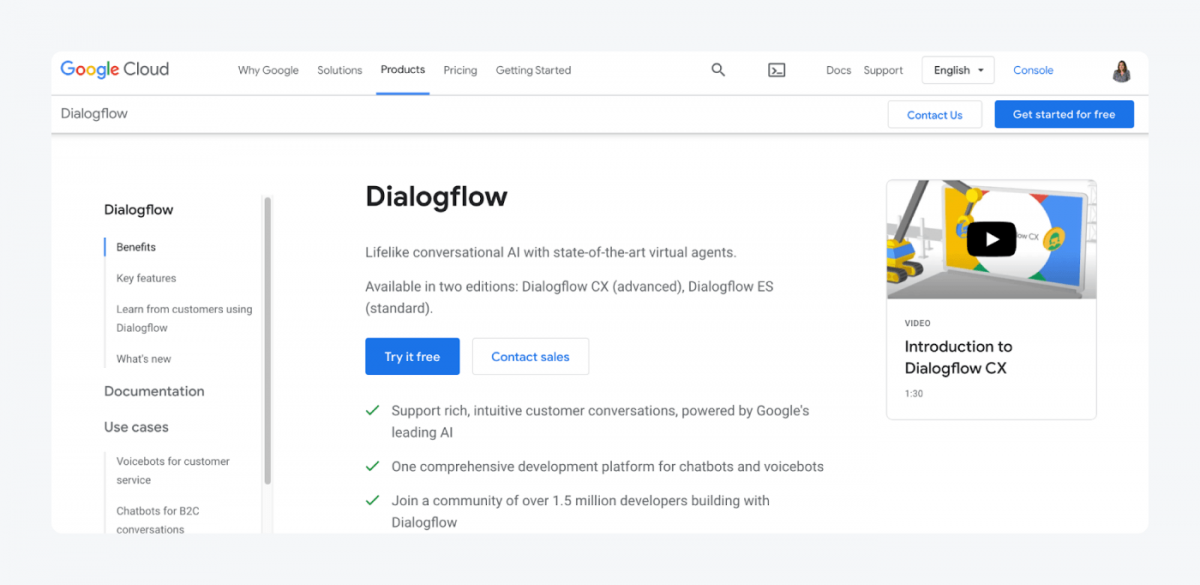 Google Cloud
Why Google
Solutions
Products
Pricing
Getting Started
Docs
Support
English
Console
Dialogflow
Contact Us
Get started for free
Dialogflow
Benefits
Key features
Learn from customers using
Dialogflow
What's new
Documentation
Use cases
Voicebots for customer
service
Chatbots for B2C
conversations
Dialogflow
Lifelike conversational AI with state-of-the-art virtual agents.
Available in two editions: Dialogflow CX (advanced), Dialogflow ES
(standard).
Try it free
Contact sales
Support rich, intuitive customer conversations, powered by Google's
leading AI
One comprehensive development platform for chatbots and voicebots
Join a community of over 1.5 million developers building with
Dialogflow
CX
VIDEO
Introduction to
Dialogflow CX
1:30